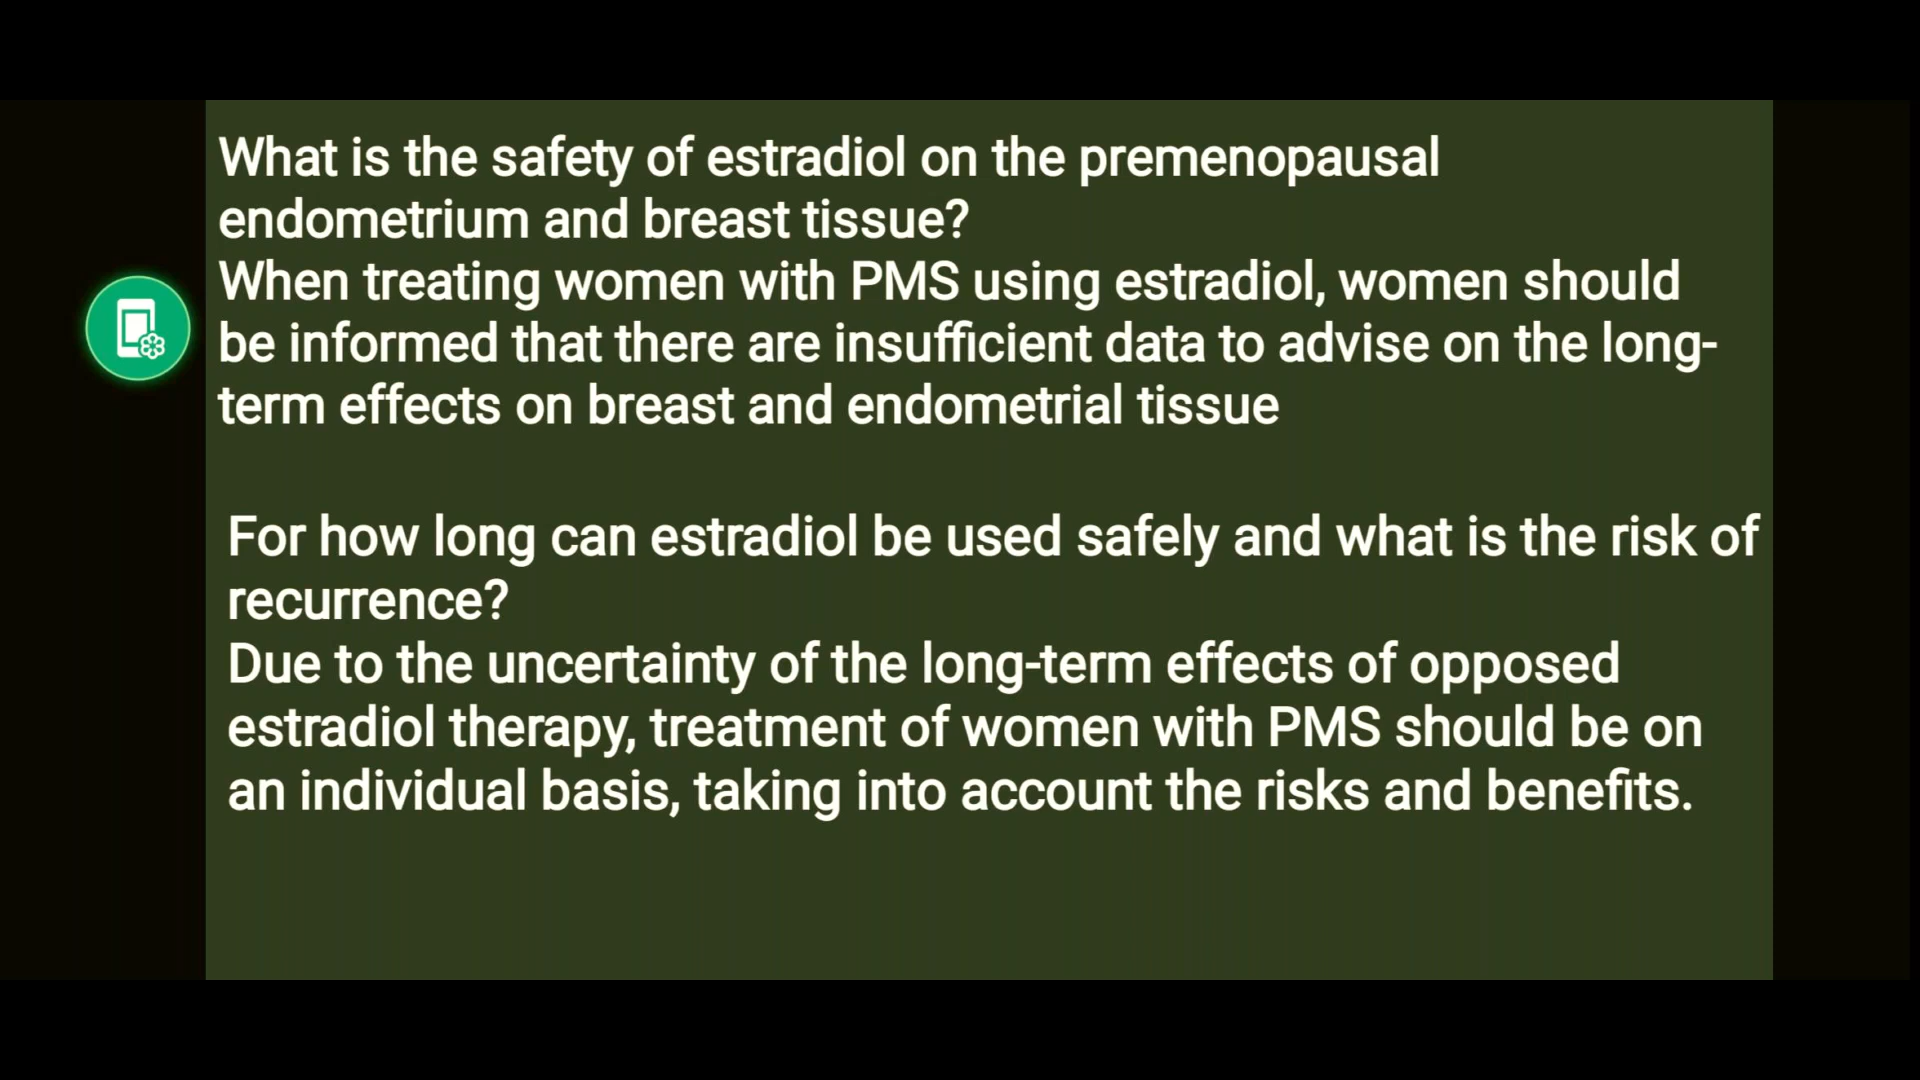 What is the safety of estradiol on the premenopausal
endometrium and breast tissue?
When treating women with PMS using estradiol, women should
be informed that there are insufficient data to advise on the long-
term effects on breast and endometrial tissue
For how long can estradiol be used safely and what is the risk of
recurrence?
Due to the uncertainty of the long-term effects of opposed
estradiol therapy, treatment of women with PMS should be on
an individual basis, taking into account the risks and benefits.